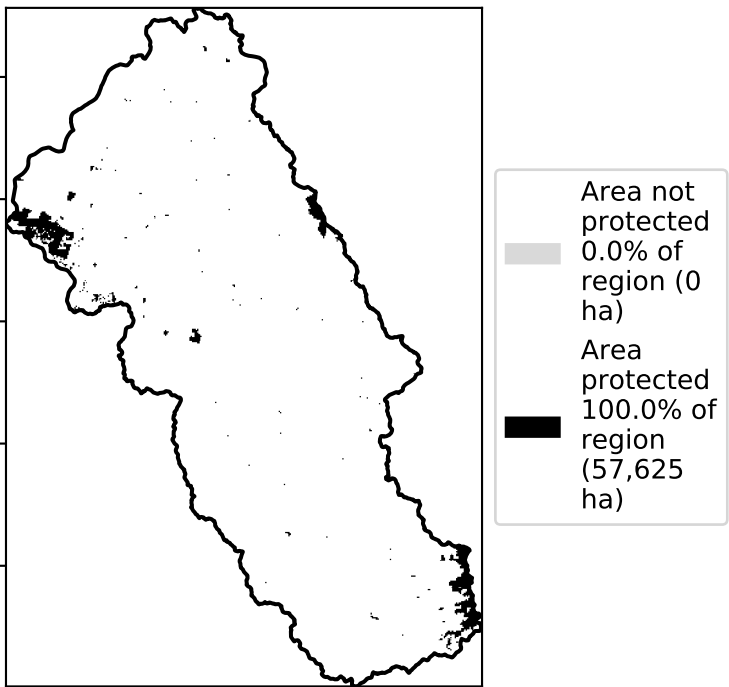 Area not
protected
0.0% of
region (0
ha)
Area
protected
100.0% of
region
(57,625
ha)